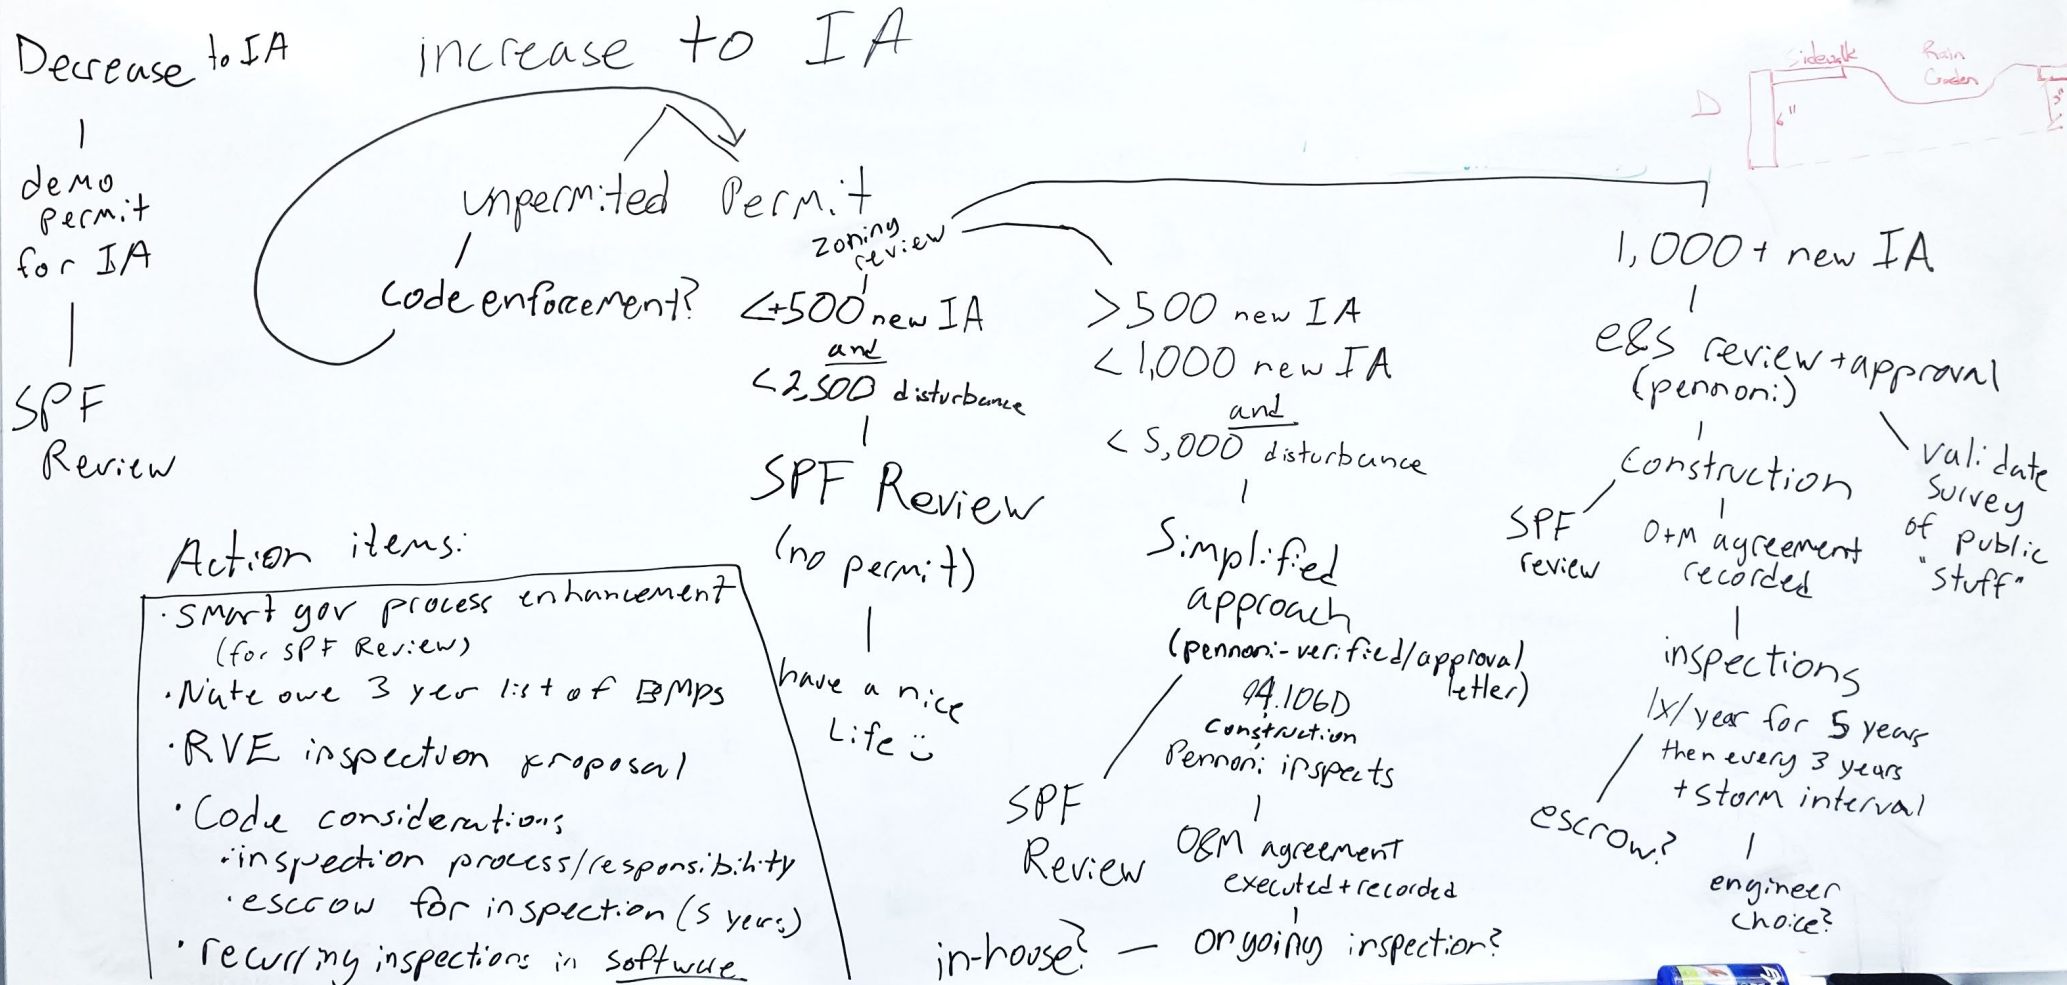 Decrease to IA
demo
permit
for IA
SPF
Review
increase to IA
unpermitted
code enforcement?
Permit
zoning
review
<+500 new IA
and
<2,500 disturbance
SPF Review
(no permit)
have a nice
Life
>500 new IA
<1,000 new IA
and
<5,000 disturbance
Simplified
approach
(pennoni-verified/approval
letter)
94.106D
construction
Pennoni inspects
SPF
Review
O&M agreement
executed+recorded
ongoing inspection?
in-house?
1,000+ new IA
e&s review+approval
(pennoni)
validate
survey
of public
"stuff"
construction
SPF
review
O+M agreement
recorded
inspections
1x/year for 5 years
then every 3 years
+ storm interval
escrow?
engineer
choice?
Action items:
· smart gov process enhancement
(for SPF Review)
· Nate owe 3 year list of BMPs
· RVE inspection proposal
· Code considerations
· inspection process/responsibility
· escrow for inspection (5 years)
· recurring inspections in software
Sidewalk
Rain
Garden
D
6"
3"